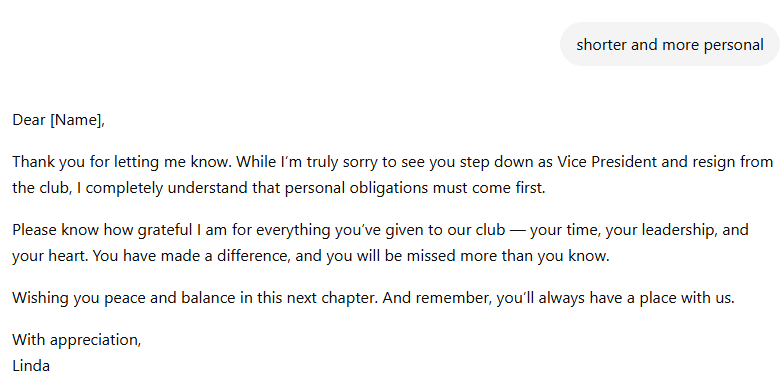 shorter and more personal
Dear [Name],
Thank you for letting me know. While I’m truly sorry to see you step down as Vice President and resign from
the club, I completely understand that personal obligations must come first.
Please know how grateful I am for everything you’ve given to our club — your time, your leadership, and
your heart. You have made a difference, and you will be missed more than you know.
Wishing you peace and balance in this next chapter. And remember, you’ll always have a place with us.
With appreciation,
Linda